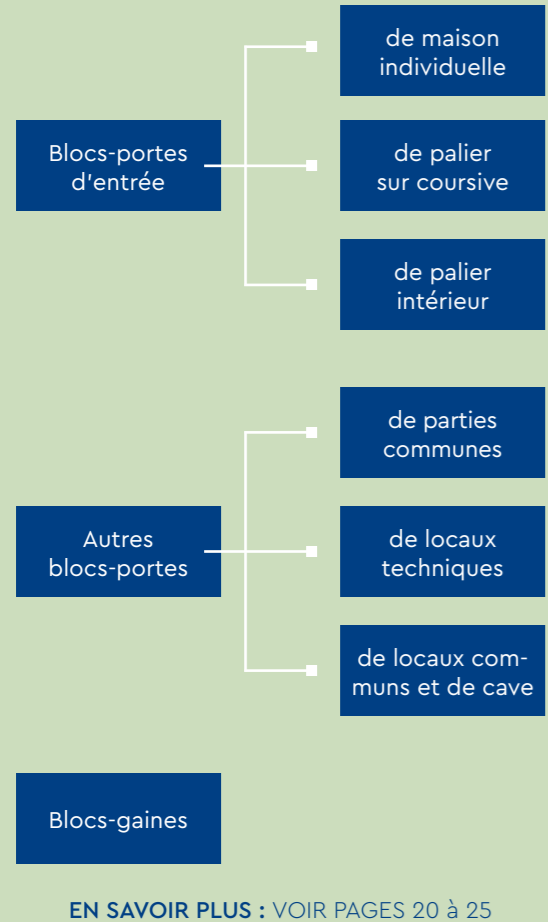 Blocs-portes
d'entrée
de maison
individuelle
de palier
sur coursive
de palier
intérieur
Autres
blocs-portes
de parties
communes
de locaux
techniques
de locaux com-
muns et de cave
Blocs-gaines
EN SAVOIR PLUS : VOIR PAGES 20 à 25